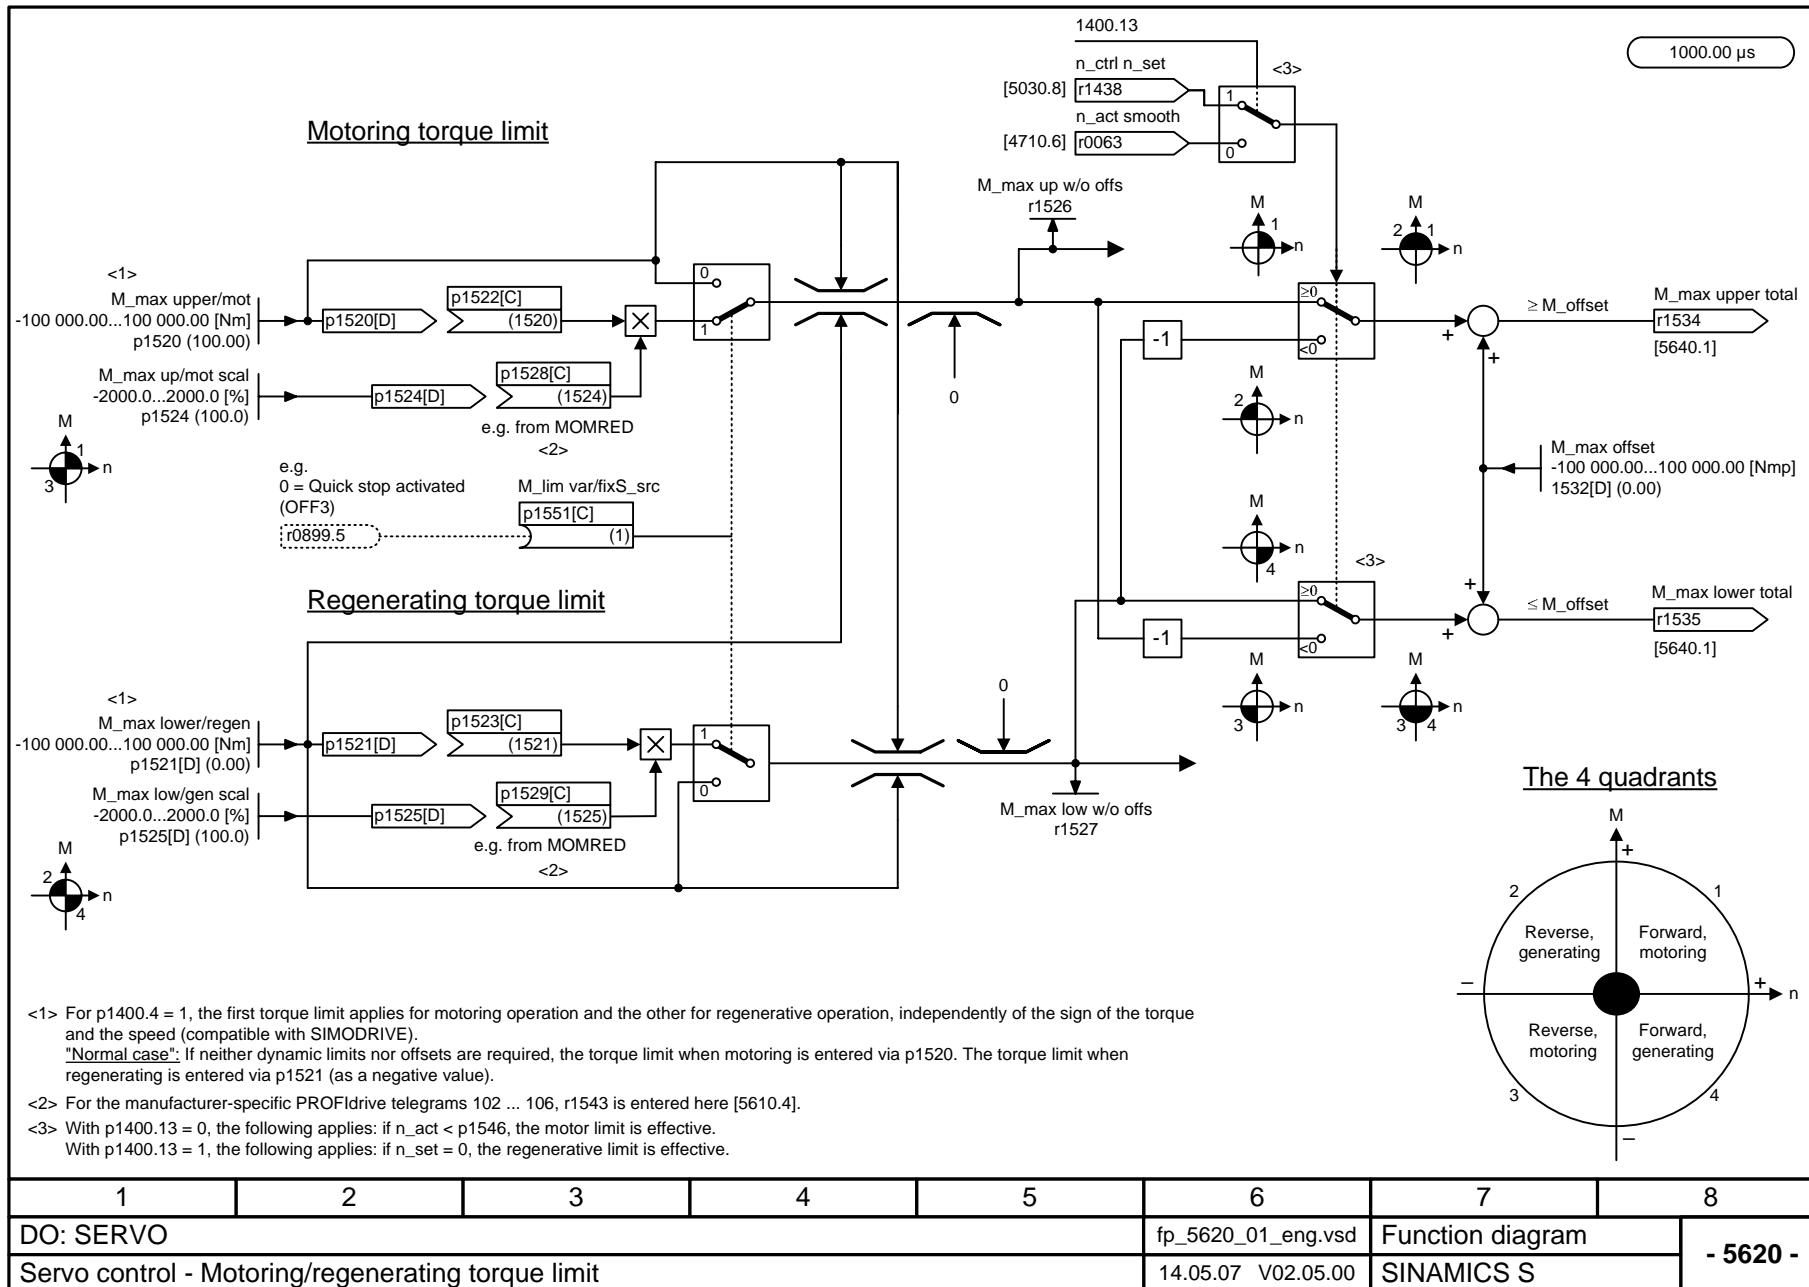 1400.13
1000.00 µs
n_ctrl n_set
<3>
[5030.8] r1438
1
n_act smooth
[4710.6] r0063
0
Motoring torque limit
M_max up w/o offs
r1526
M
1
n
M
2 1
n
<1>
M_max upper/mot
-100 000.00...100 000.00 [Nm]
p1520 (100.00)
p1520[D]
p1522[C]
(1520)
0
1
≥0
<0
-1
+
+
≥ M_offset
M_max upper total
r1534
[5640.1]
M_max up/mot scal
-2000.0...2000.0 [%]
p1524 (100.0)
p1524[D]
p1528[C]
(1524)
e.g. from MOMRED
<2>
0
M
1
n
3
M
2
n
e.g.
0 = Quick stop activated
(OFF3)
r0899.5
M_lim var/fixS_src
p1551[C]
(1)
M_max offset
-100 000.00...100 000.00 [Nmp]
1532[D] (0.00)
M
n
4
<3>
Regenerating torque limit
≥0
<0
-1
+
+
≤ M_offset
M_max lower total
r1535
[5640.1]
M
n
3
M
n
3 4
<1>
M_max lower/regen
-100 000.00...100 000.00 [Nm]
p1521[D] (0.00)
p1521[D]
p1523[C]
(1521)
1
0
0
M_max low/gen scal
-2000.0...2000.0 [%]
p1525[D] (100.0)
p1525[D]
p1529[C]
(1525)
e.g. from MOMRED
<2>
M_max low w/o offs
r1527
M
2
n
4
The 4 quadrants
M
+
2 1
Reverse,
generating
Forward,
motoring
– + n
Reverse,
motoring
Forward,
generating
3 4
–
<1> For p1400.4 = 1, the first torque limit applies for motoring operation and the other for regenerative operation, independently of the sign of the torque
and the speed (compatible with SIMODRIVE).
"Normal case": If neither dynamic limits nor offsets are required, the torque limit when motoring is entered via p1520. The torque limit when
regenerating is entered via p1521 (as a negative value).
<2> For the manufacturer-specific PROFIdrive telegrams 102 ... 106, r1543 is entered here [5610.4].
<3> With p1400.13 = 0, the following applies: if n_act < p1546, the motor limit is effective.
With p1400.13 = 1, the following applies: if n_set = 0, the regenerative limit is effective.
1 2 3 4 5 6 7 8
DO: SERVO
fp_5620_01_eng.vsd
Function diagram
- 5620 -
Servo control - Motoring/regenerating torque limit
14.05.07 V02.05.00
SINAMICS S